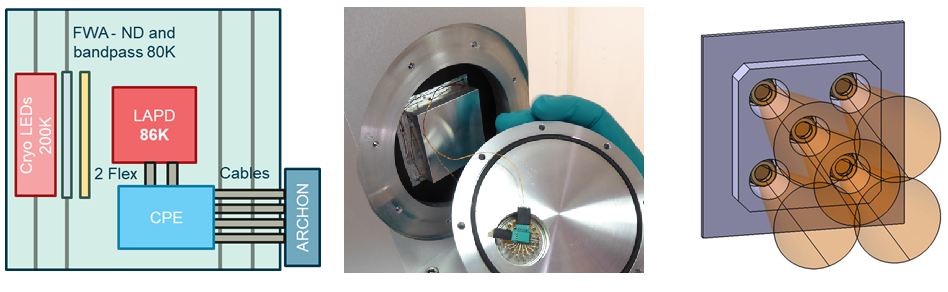 FWA - ND and
bandpass 80K
Cryo LEDs
200K
LAPD
86K
2 Flex
Cables
CPE
ARCHON